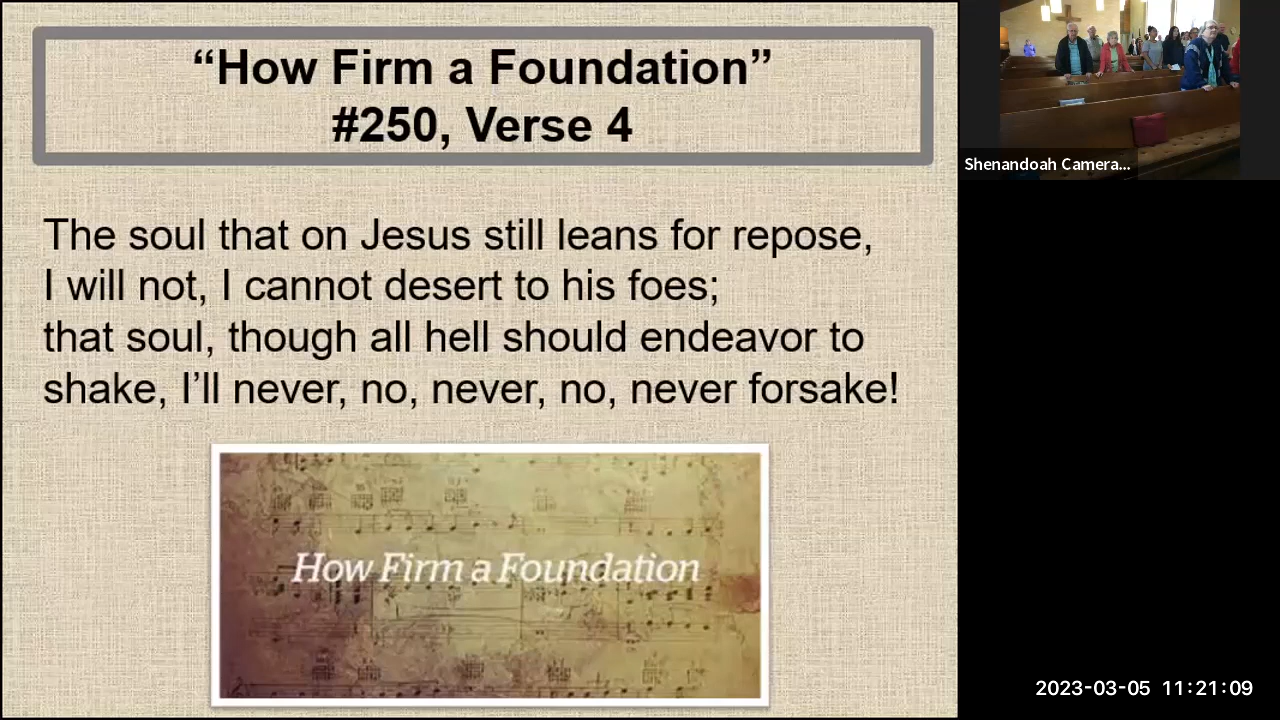 “How Firm a Foundation”
#250, Verse 4
The soul that on Jesus still leans for repose,
I will not, I cannot desert to his foes;
that soul, though all hell should endeavor to
shake, I’ll never, no, never, no, never forsake!
How Firm a Foundation
Shenandoah Camera...
2023-03-05 11:21:09